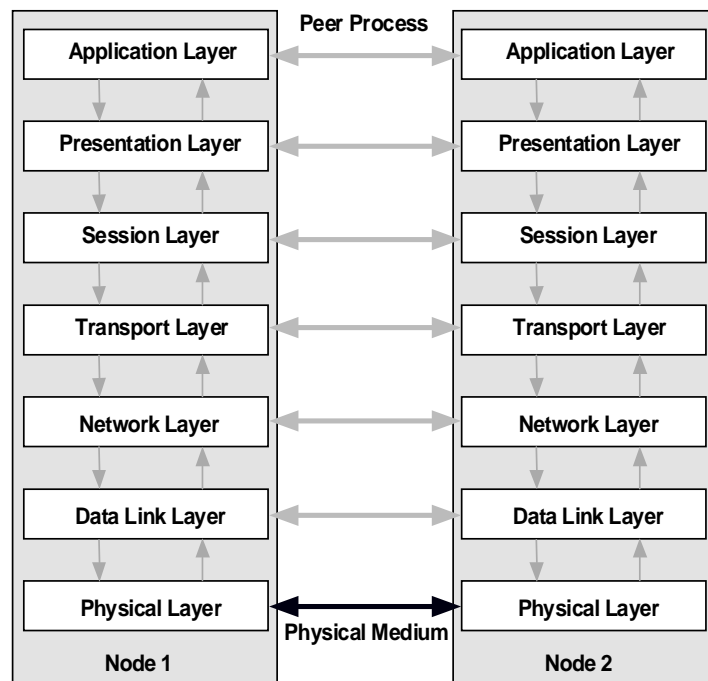 Peer Process
Application Layer
Application Layer
Presentation Layer
Presentation Layer
Session Layer
Session Layer
Transport Layer
Transport Layer
Network Layer
Network Layer
Data Link Layer
Data Link Layer
Physical Layer
Physical Layer
Physical Medium
Node 1
Node 2